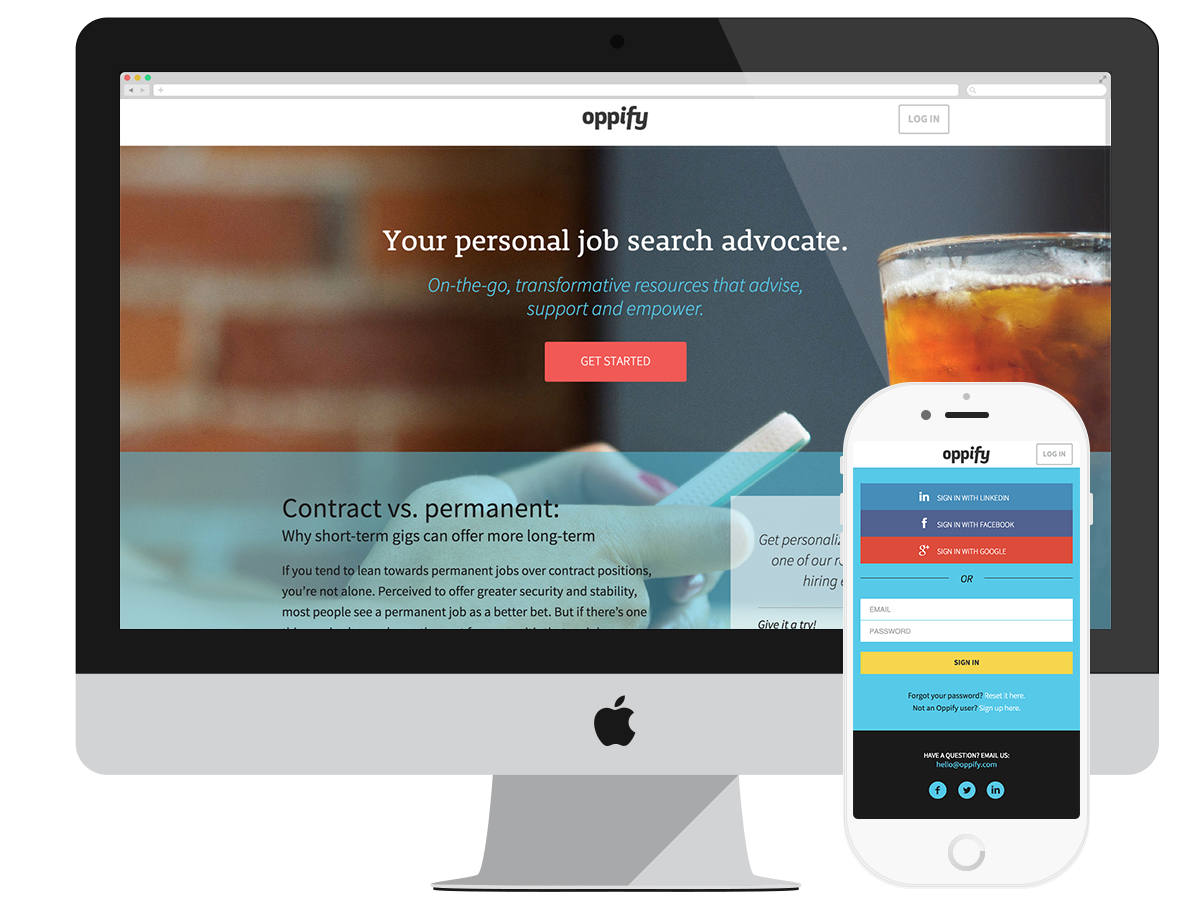 oppify
LOG IN
Your personal job search advocate.
On-the-go, transformative resources that advise,
support and empower.
GET STARTED
Contract vs. permanent:
Why short-term gigs can offer more long-term
If you tend to lean towards permanent jobs over contract positions,
you're not alone. Perceived to offer greater security and stability,
most people see a permanent job as a better bet. But if there's one
Get
one of our
hiring
Give it a try!
oppify
LOG IN
in SIGN IN WITH LINKEDIN
f SIGN IN WITH FACEBOOK
g+ SIGN IN WITH GOOGLE
OR
EMAIL
PASSWORD
SIGN IN
Forgot your password? Reset it here.
Not an Oppify user? Sign up here.
HAVE A QUESTION? EMAIL US:
hello@oppify.com
f in